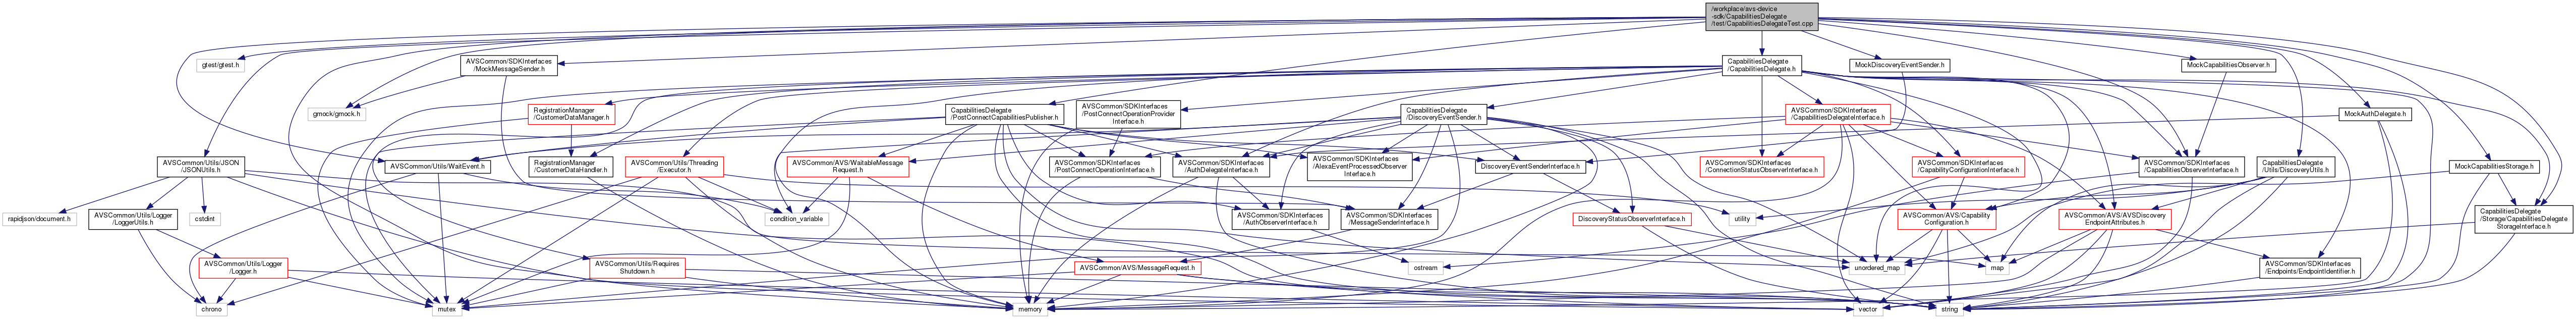 /workplace/avs-device
-sdk/CapabilitiesDelegate
/test/CapabilitiesDelegateTest.cpp
gtest/gtest.h
AVSCommon/SDKInterfaces
/MockMessageSender.h
CapabilitiesDelegate
/CapabilitiesDelegate.h
MockDiscoveryEventSender.h
MockCapabilitiesObserver.h
gmock/gmock.h
RegistrationManager
/CustomerDataManager.h
CapabilitiesDelegate
/PostConnectCapabilitiesPublisher.h
AVSCommon/SDKInterfaces
/PostConnectOperationProvider
Interface.h
CapabilitiesDelegate
/DiscoveryEventSender.h
AVSCommon/SDKInterfaces
/CapabilitiesDelegateInterface.h
MockAuthDelegate.h
AVSCommon/Utils/JSON
/JSONUtils.h
AVSCommon/Utils/WaitEvent.h
RegistrationManager
/CustomerDataHandler.h
AVSCommon/Utils/Threading
/Executor.h
AVSCommon/AVS/WaitableMessage
Request.h
AVSCommon/SDKInterfaces
/PostConnectOperationInterface.h
AVSCommon/SDKInterfaces
/AuthDelegateInterface.h
AVSCommon/SDKInterfaces
/AlexaEventProcessedObserver
Interface.h
DiscoveryEventSenderInterface.h
AVSCommon/SDKInterfaces
/ConnectionStatusObserverInterface.h
AVSCommon/SDKInterfaces
/CapabilityConfigurationInterface.h
AVSCommon/SDKInterfaces
/CapabilitiesObserverInterface.h
CapabilitiesDelegate
/Utils/DiscoveryUtils.h
MockCapabilitiesStorage.h
rapidjson/document.h
AVSCommon/Utils/Logger
/LoggerUtils.h
cstdint
condition_variable
AVSCommon/SDKInterfaces
/AuthObserverInterface.h
AVSCommon/SDKInterfaces
/MessageSenderInterface.h
DiscoveryStatusObserverInterface.h
utility
AVSCommon/AVS/Capability
Configuration.h
AVSCommon/AVS/AVSDiscovery
EndpointAttributes.h
CapabilitiesDelegate
/Storage/CapabilitiesDelegate
StorageInterface.h
AVSCommon/Utils/Logger
/Logger.h
AVSCommon/Utils/Requires
Shutdown.h
AVSCommon/AVS/MessageRequest.h
ostream
unordered_map
map
AVSCommon/SDKInterfaces
/Endpoints/EndpointIdentifier.h
chrono
mutex
memory
vector
string